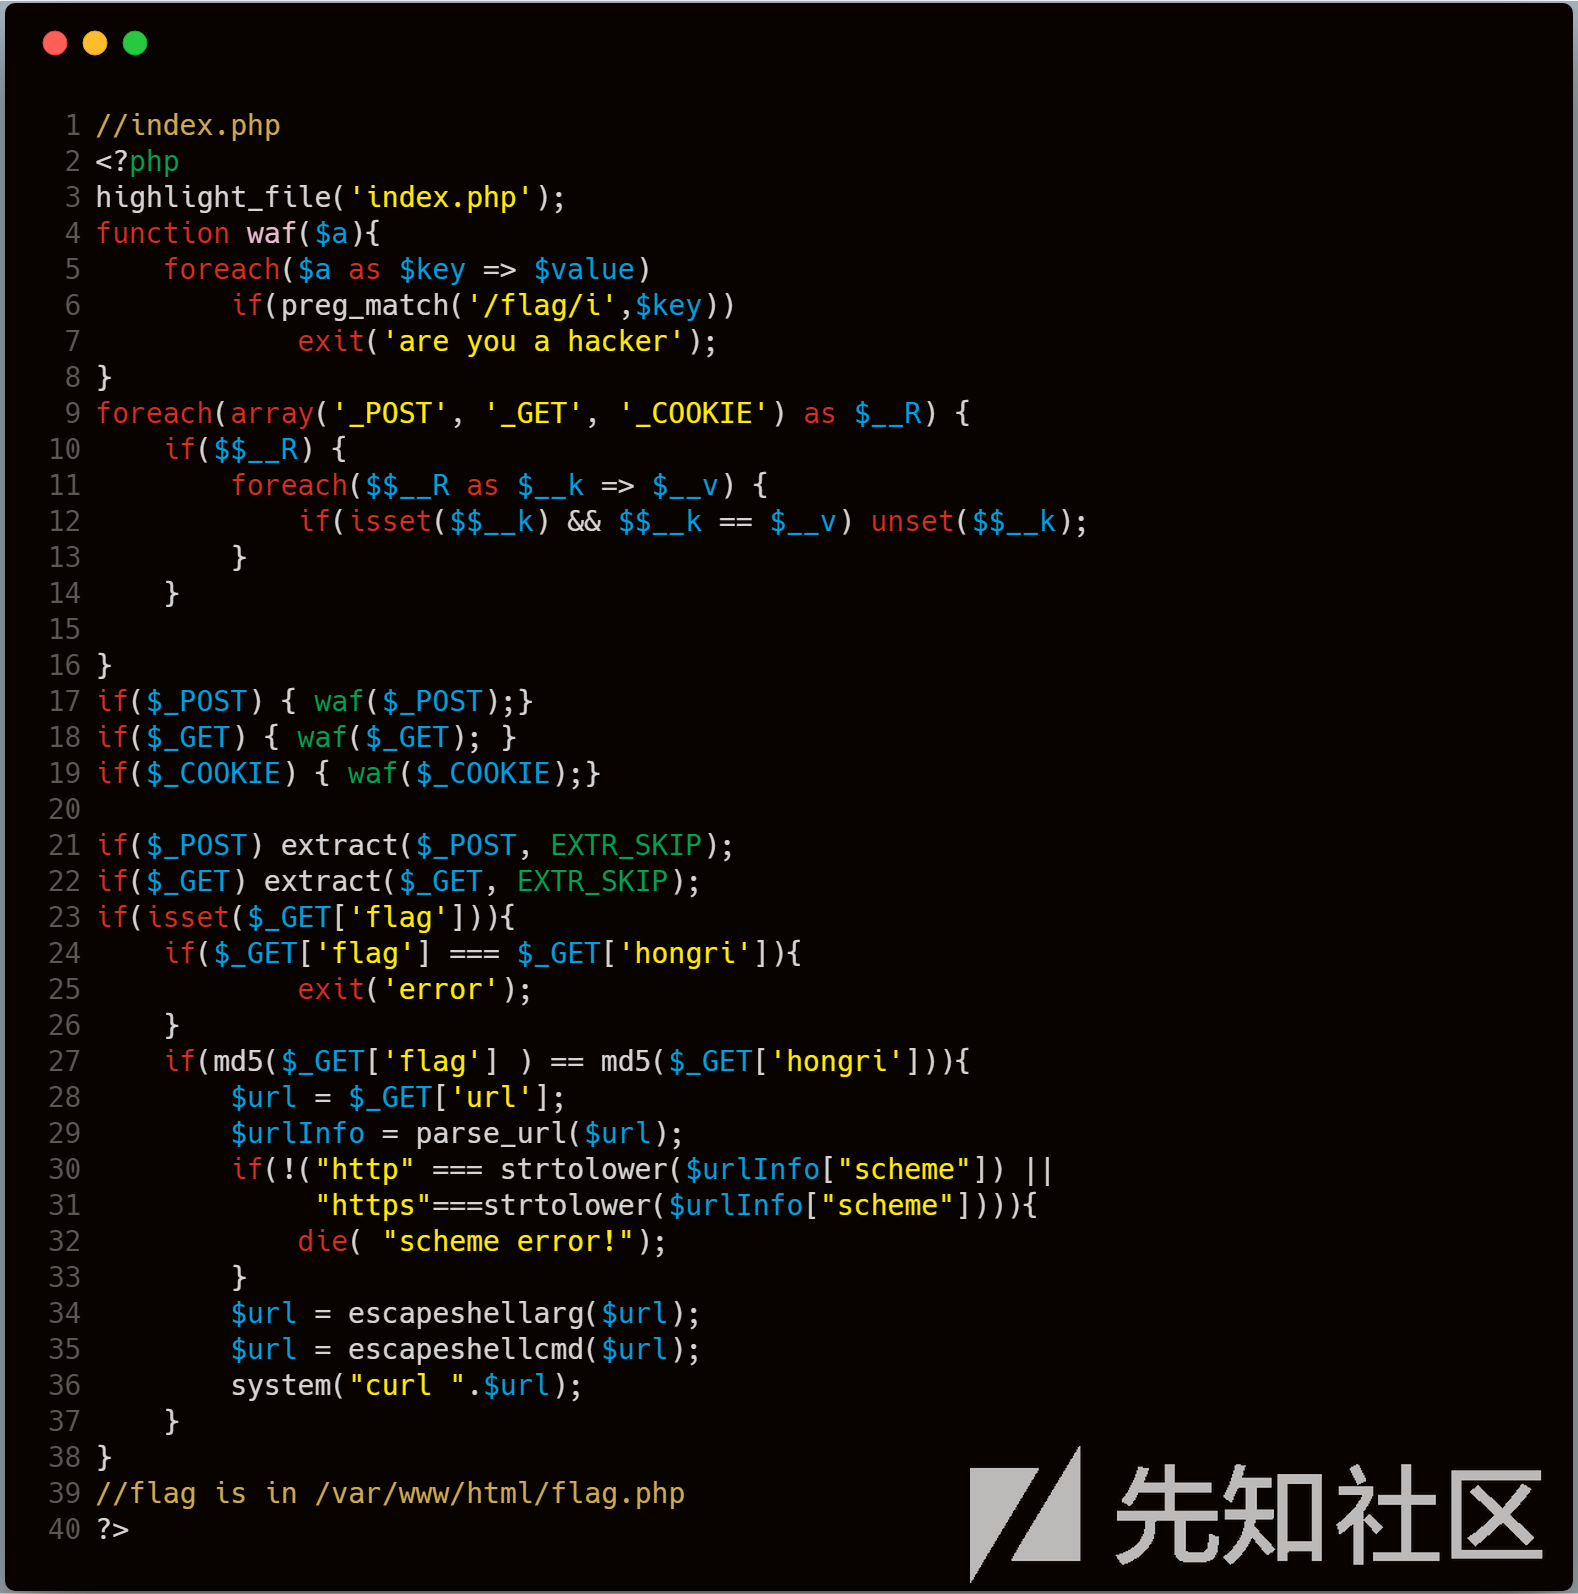 1 //index.php
2 <?php
3 highlight_file('index.php');
4 function waf($a){
5     foreach($a as $key => $value)
6         if(preg_match('/flag/i',$key))
7             exit('are you a hacker');
8 }
9 foreach(array('_POST', '_GET', '_COOKIE') as $__R) {
10     if($$__R) {
11         foreach($$__R as $__k => $__v) {
12             if(isset($$__k) && $$__k == $__v) unset($$__k);
13         }
14     }
15
16 }
17 if($_POST) { waf($_POST);}
18 if($_GET) { waf($_GET); }
19 if($_COOKIE) { waf($_COOKIE);}
20
21 if($_POST) extract($_POST, EXTR_SKIP);
22 if($_GET) extract($_GET, EXTR_SKIP);
23 if(isset($_GET['flag'])){
24     if($_GET['flag'] === $_GET['hongri']){
25             exit('error');
26     }
27     if(md5($_GET['flag'] ) == md5($_GET['hongri'])){
28         $url = $_GET['url'];
29         $urlInfo = parse_url($url);
30         if(!("http" === strtolower($urlInfo["scheme"]) ||
31              "https"===strtolower($urlInfo["scheme"]))){
32             die( "scheme error!");
33         }
34         $url = escapeshellarg($url);
35         $url = escapeshellcmd($url);
36         system("curl ".$url);
37     }
38 }
39 //flag is in /var/www/html/flag.php
40 ?>
先知社区